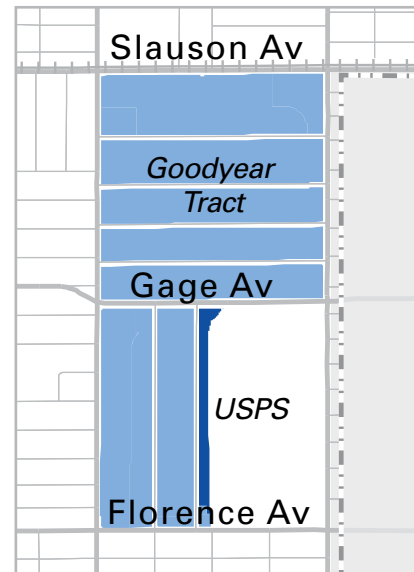 Slauson Av
Goodyear
Tract
Gage Av
USPS
Florence Av